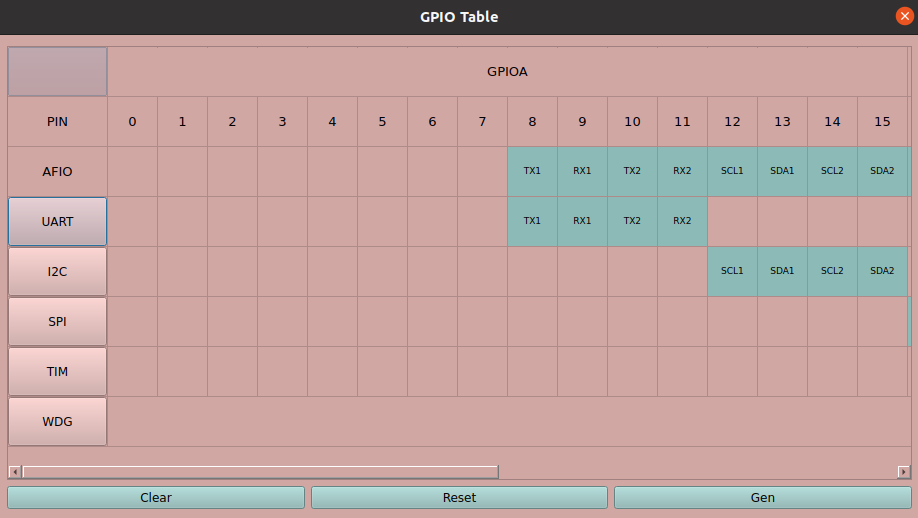 GPIO Table
GPIOA
PIN 0 1 2 3 4 5 6 7 8 9 10 11 12 13 14 15
AFIO TX1 RX1 TX2 RX2 SCL1 SDA1 SCL2 SDA2
UART TX1 RX1 TX2 RX2
I2C SCL1 SDA1 SCL2 SDA2
SPI
TIM
WDG
Clear Reset Gen